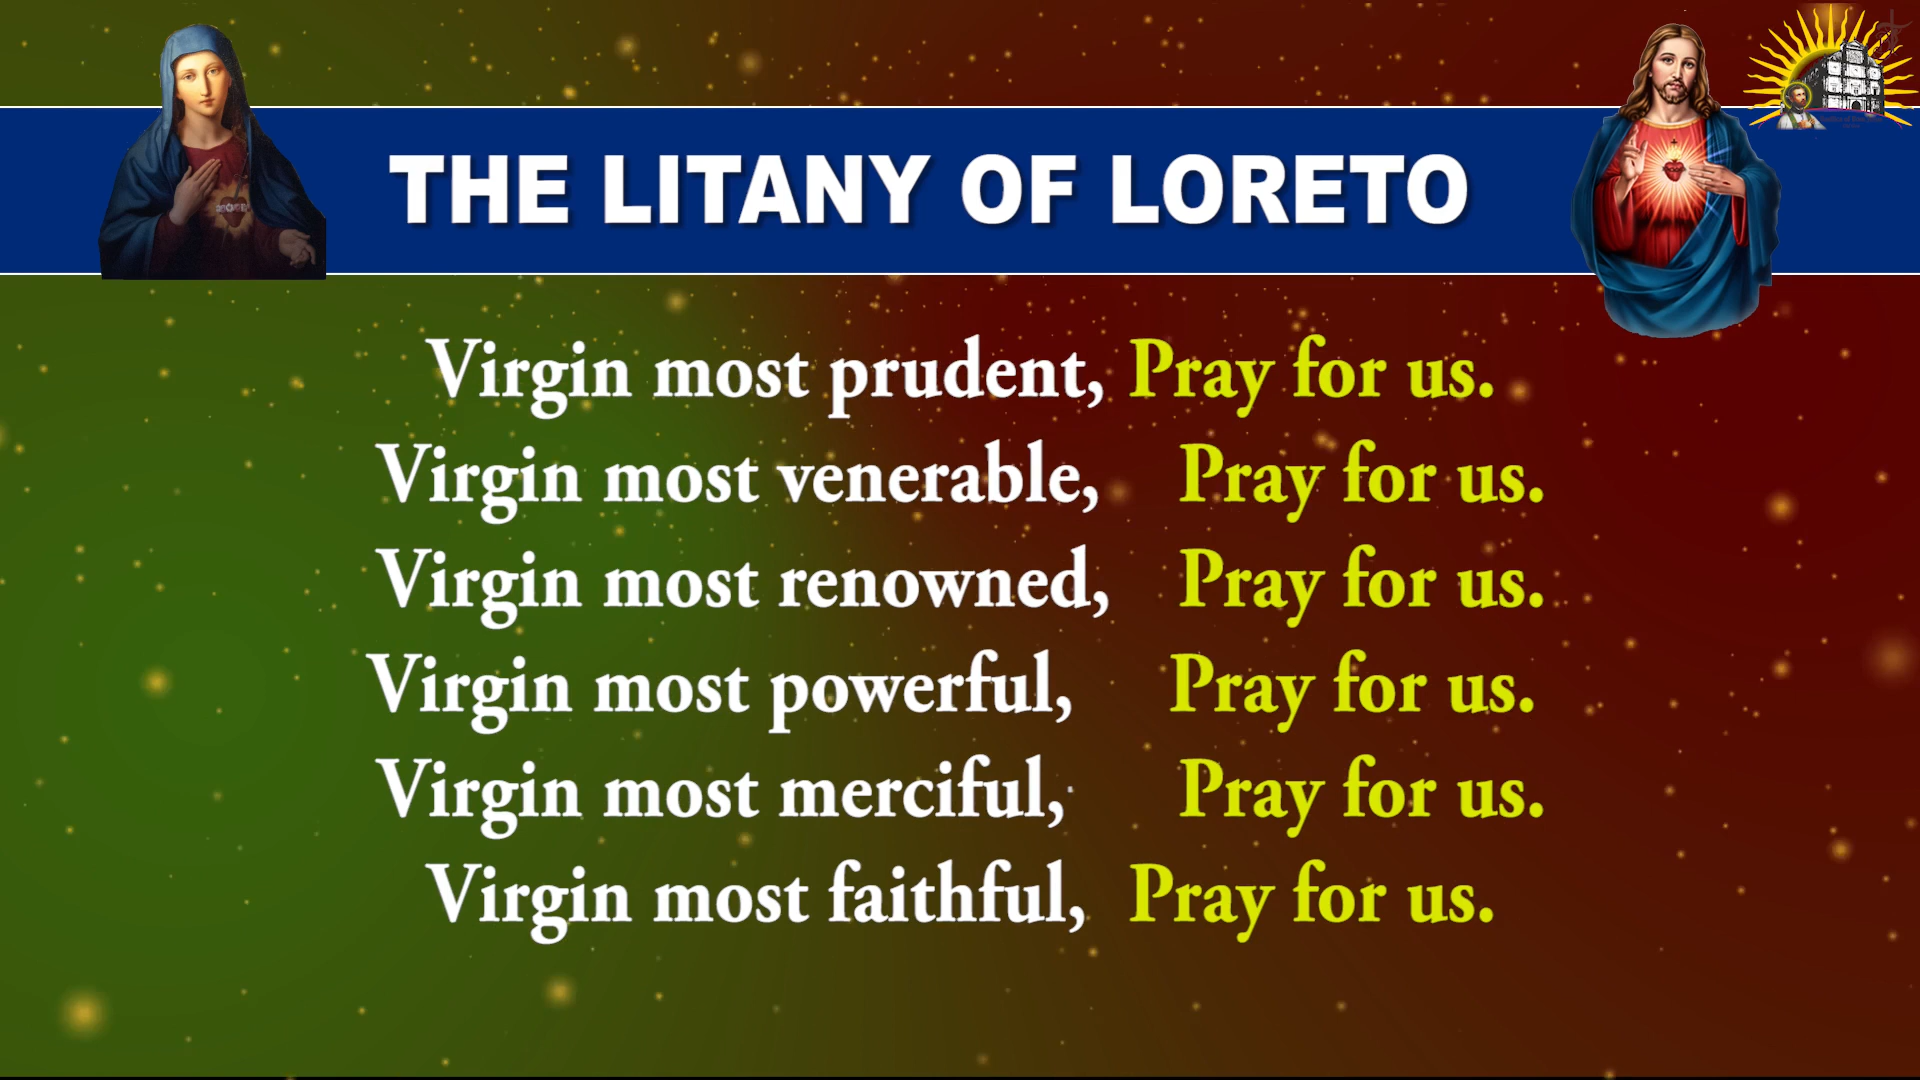 THE LITANY OF LORETO
Virgin most prudent, Pray for us.
Virgin most venerable, Pray for us.
Virgin most renowned, Pray for us.
Virgin most powerful, Pray for us.
Virgin most merciful, Pray for us.
Virgin most faithful, Pray for us.